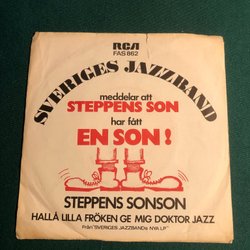 RCA
FAS 862
SVERIGES JAZZBAND
meddelar att
STEPPENS SON
har fått
EN SON!
STEPPENS SONSON
HALLÅ LILLA FRÖKEN GE MIG DOKTOR JAZZ
Från "SVERIGES JAZZBANDs NYA LP"